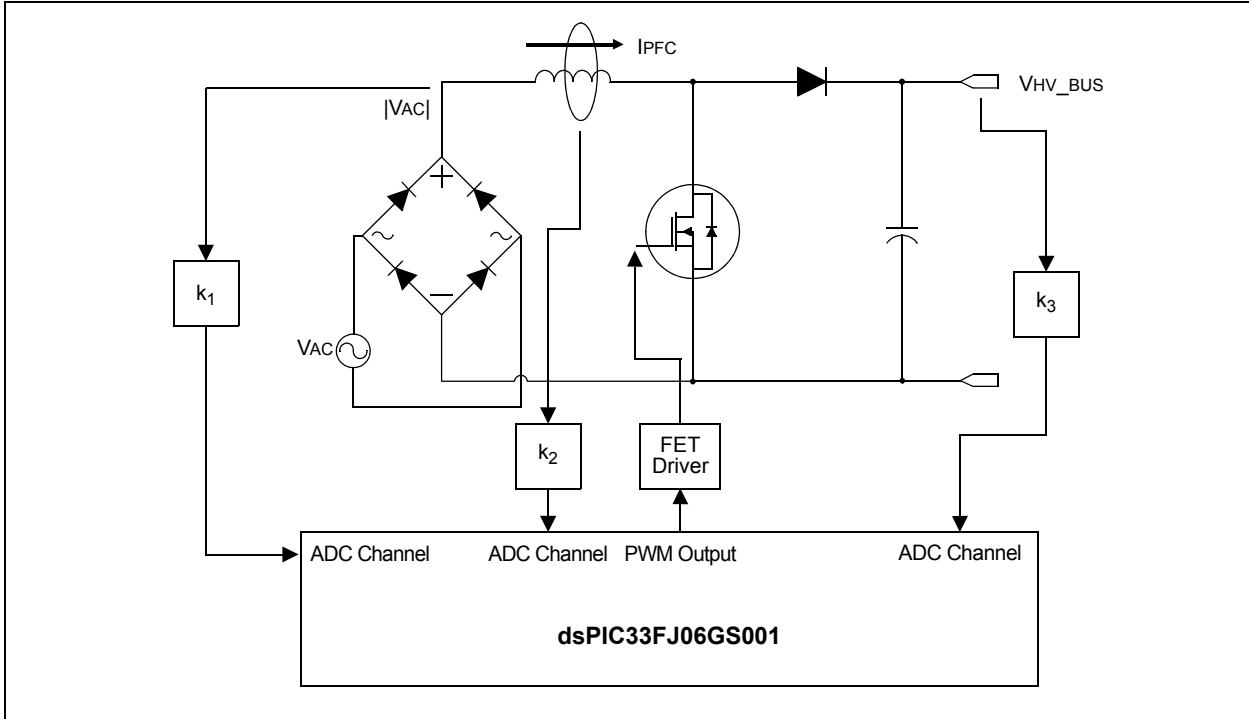 IPFC
|VAC|
VHV_BUS
k1
k3
VAC
k2
FET
Driver
ADC Channel
ADC Channel
PWM Output
ADC Channel
dsPIC33FJ06GS001